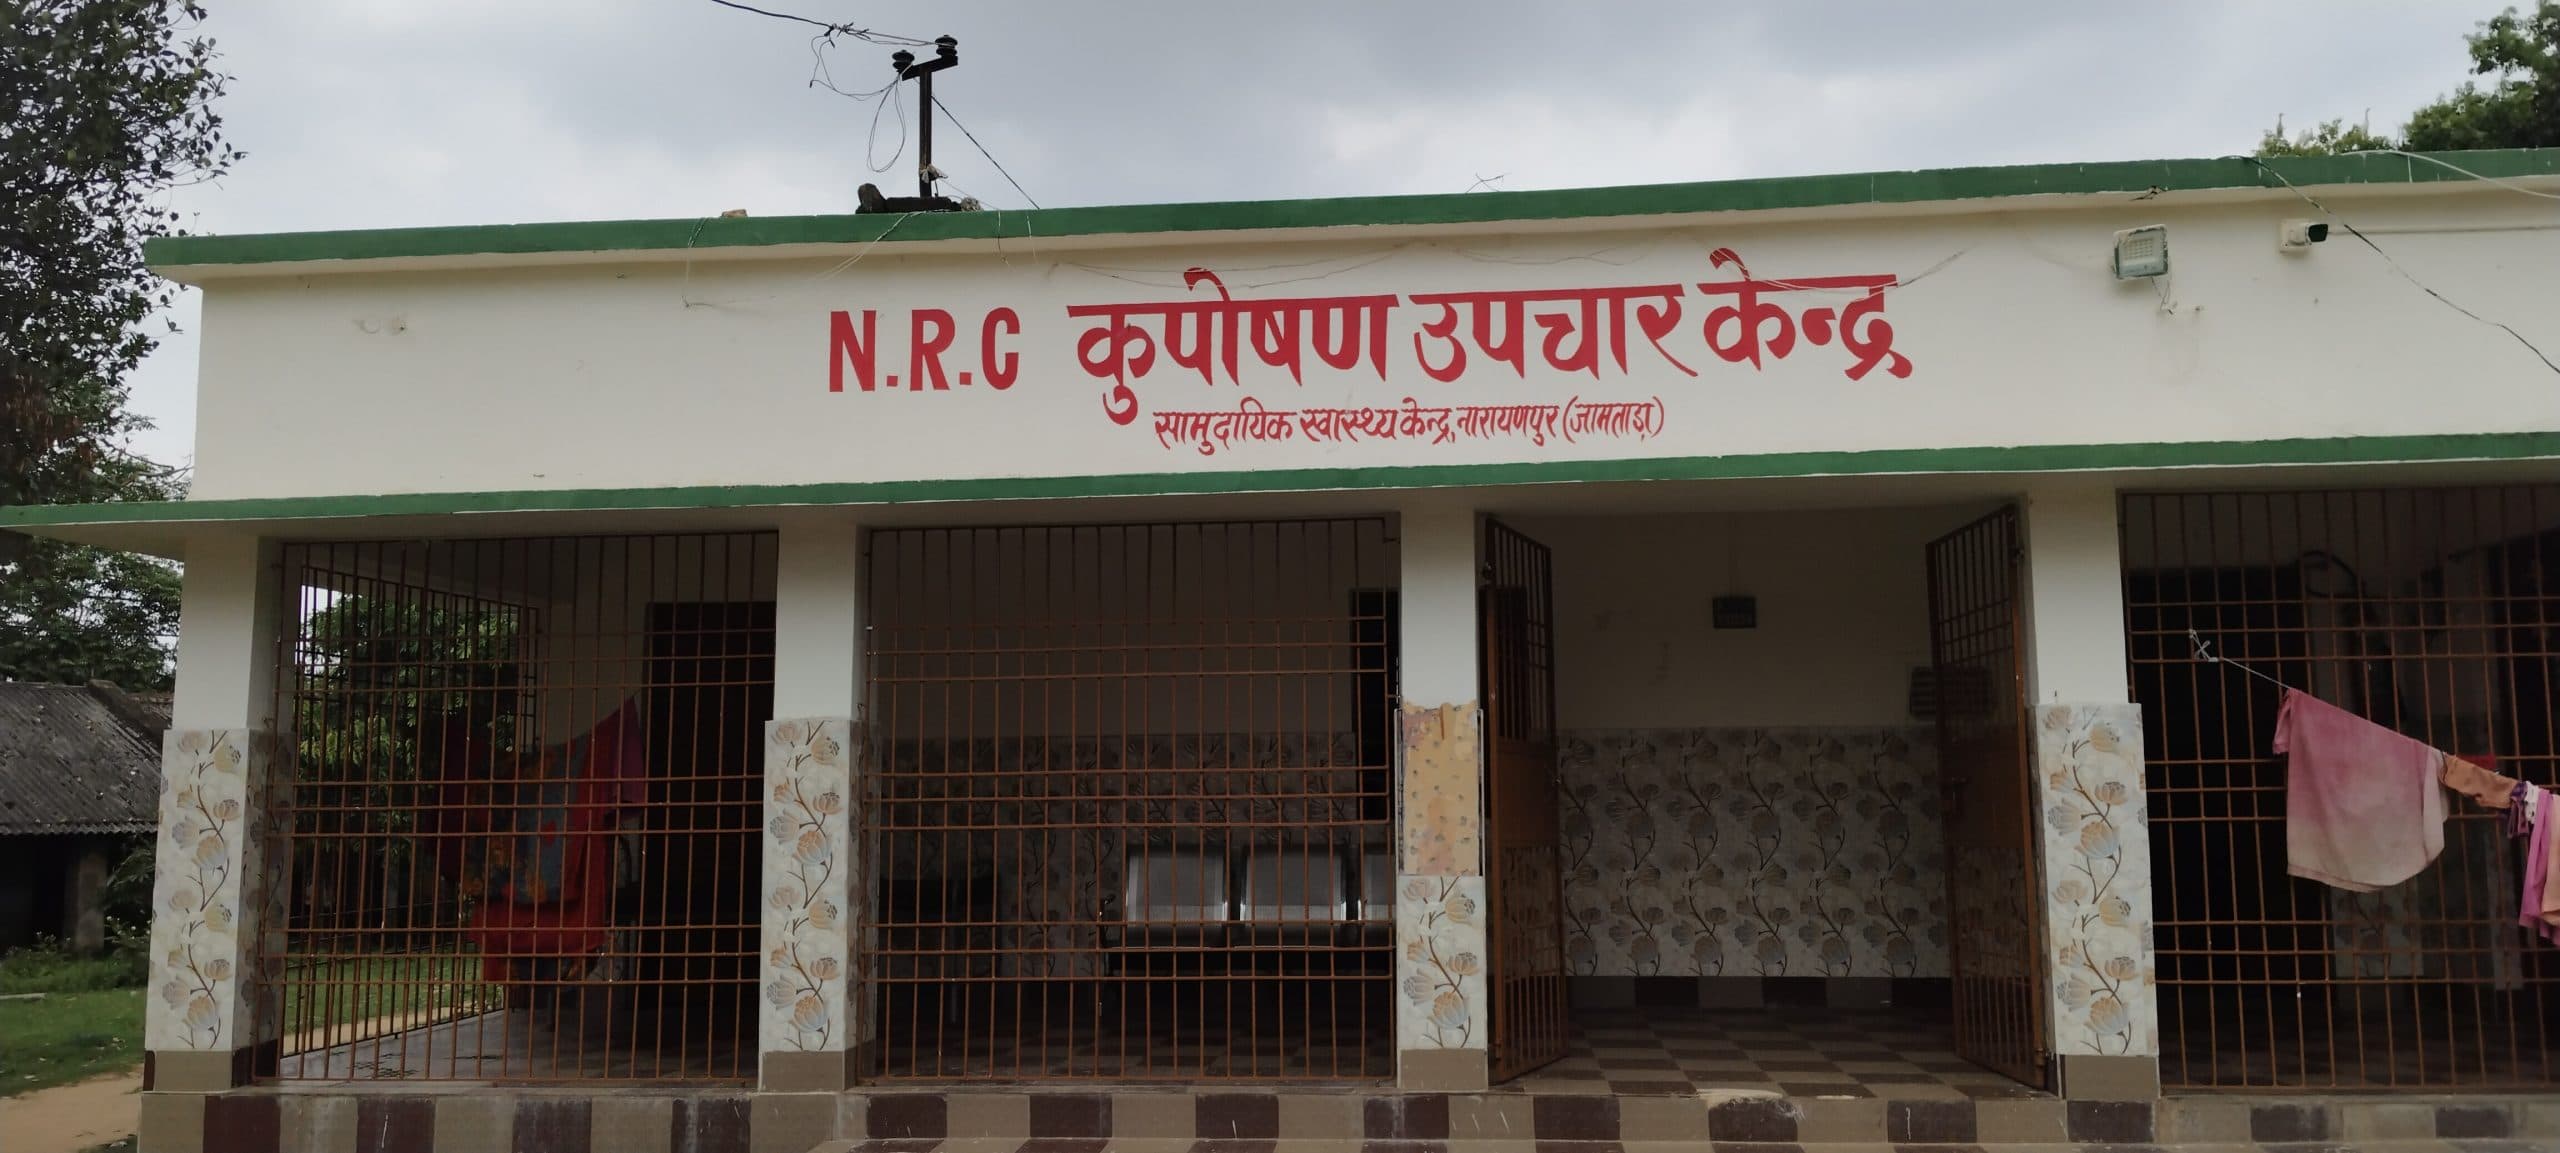 N.R.C कुपोषण उपचार केन्द्र
सामुदायिक स्वास्थ्य केन्द्र, नारायणपुर (जामताड़ा)